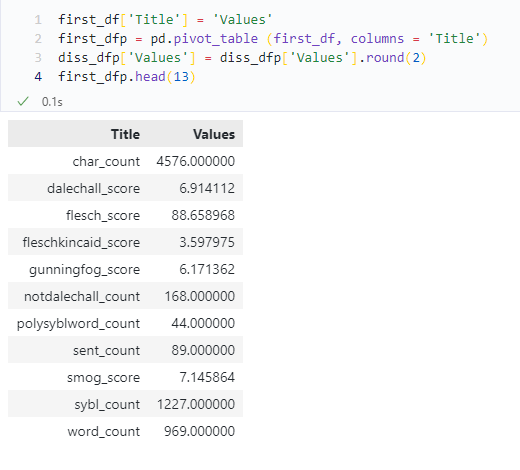 1 first_df['Title'] = 'Values'
2 first_dfp = pd.pivot_table (first_df, columns = 'Title')
3 diss_dfp['Values'] = diss_dfp['Values'].round(2)
4 first_dfp.head(13)
✓ 0.1s
Title Values
char_count 4576.000000
dalechall_score 6.914112
flesch_score 88.658968
fleschkincaid_score 3.597975
gunningfog_score 6.171362
notdalechall_count 168.000000
polysyblword_count 44.000000
sent_count 89.000000
smog_score 7.145864
sybl_count 1227.000000
word_count 969.000000